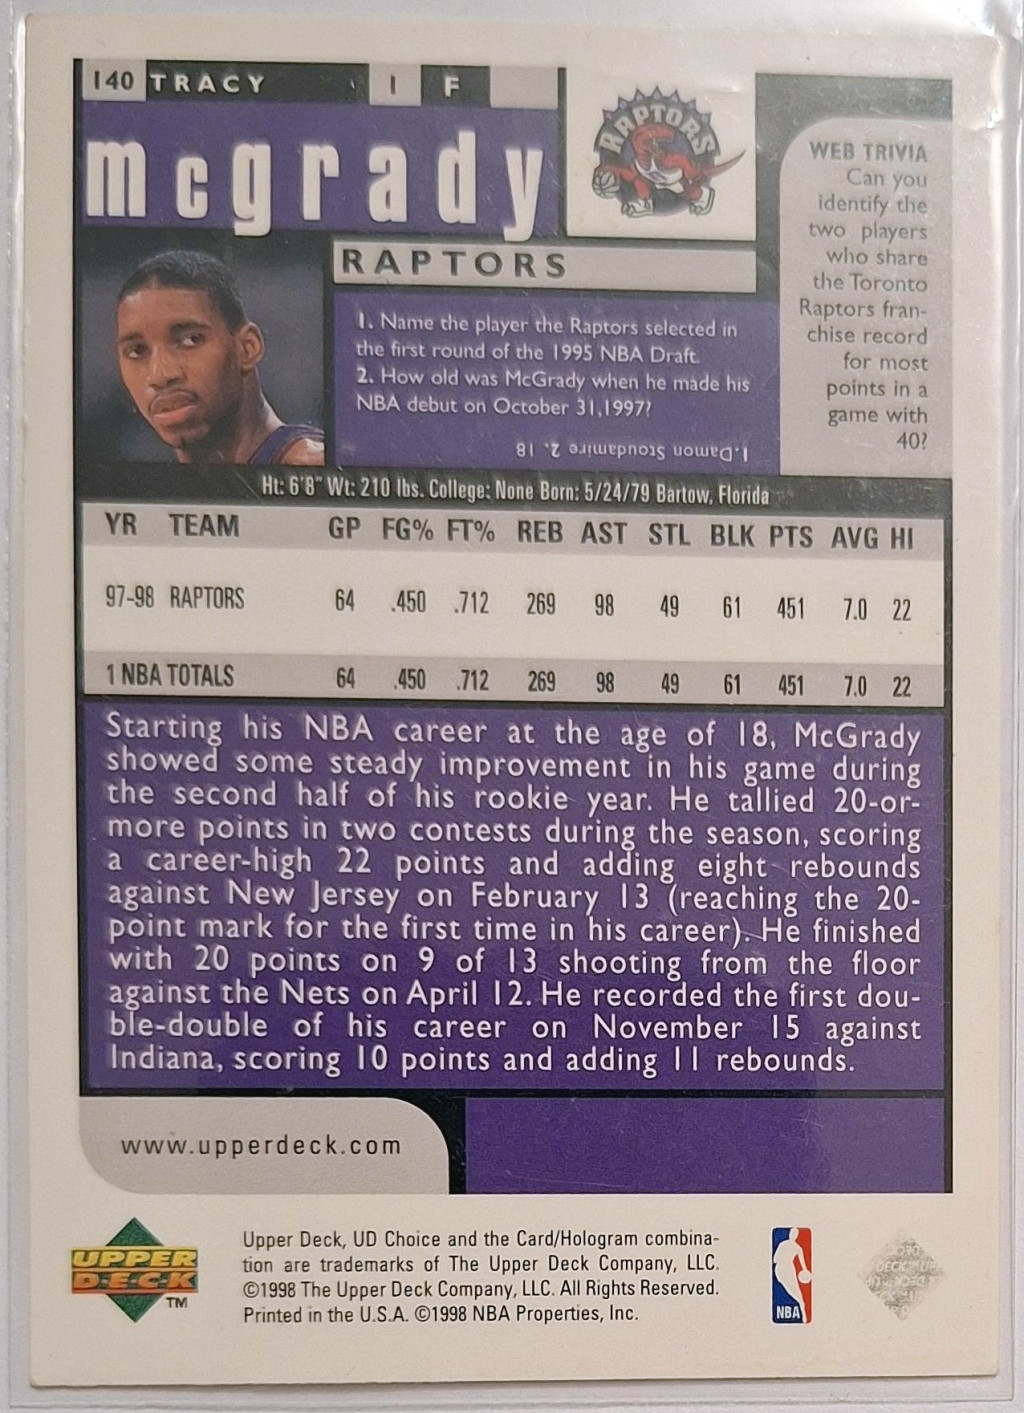 140 TRACY 1 F
mcgrady
RAPTORS
RAPTORS
WEB TRIVIA
Can you
identify the
two players
who share
the Toronto
Raptors fran-
chise record
for most
points in a
game with
40?
1. Name the player the Raptors selected in
the first round of the 1995 NBA Draft.
2. How old was McGrady when he made his
NBA debut on October 31,1997?
1. Damon Stoudamire 2. 18
Ht: 6'8" Wt: 210 lbs. College: None Born: 5/24/79 Bartow, Florida
YR TEAM GP FG% FT% REB AST STL BLK PTS AVG HI
97-98 RAPTORS 64 .450 .712 269 98 49 61 451 7.0 22
1 NBA TOTALS 64 .450 .712 269 98 49 61 451 7.0 22
Starting his NBA career at the age of 18, McGrady
showed some steady improvement in his game during
the second half of his rookie year. He tallied 20-or-
more points in two contests during the season, scoring
a career-high 22 points and adding eight rebounds
against New Jersey on February 13 (reaching the 20-
point mark for the first time in his career). He finished
with 20 points on 9 of 13 shooting from the floor
against the Nets on April 12. He recorded the first dou-
ble-double of his career on November 15 against
Indiana, scoring 10 points and adding 11 rebounds.
www.upperdeck.com
UPPER
DECK
TM
Upper Deck, UD Choice and the Card/Hologram combina-
tion are trademarks of The Upper Deck Company, LLC.
©1998 The Upper Deck Company, LLC. All Rights Reserved.
Printed in the U.S.A. ©1998 NBA Properties, Inc.
NBA